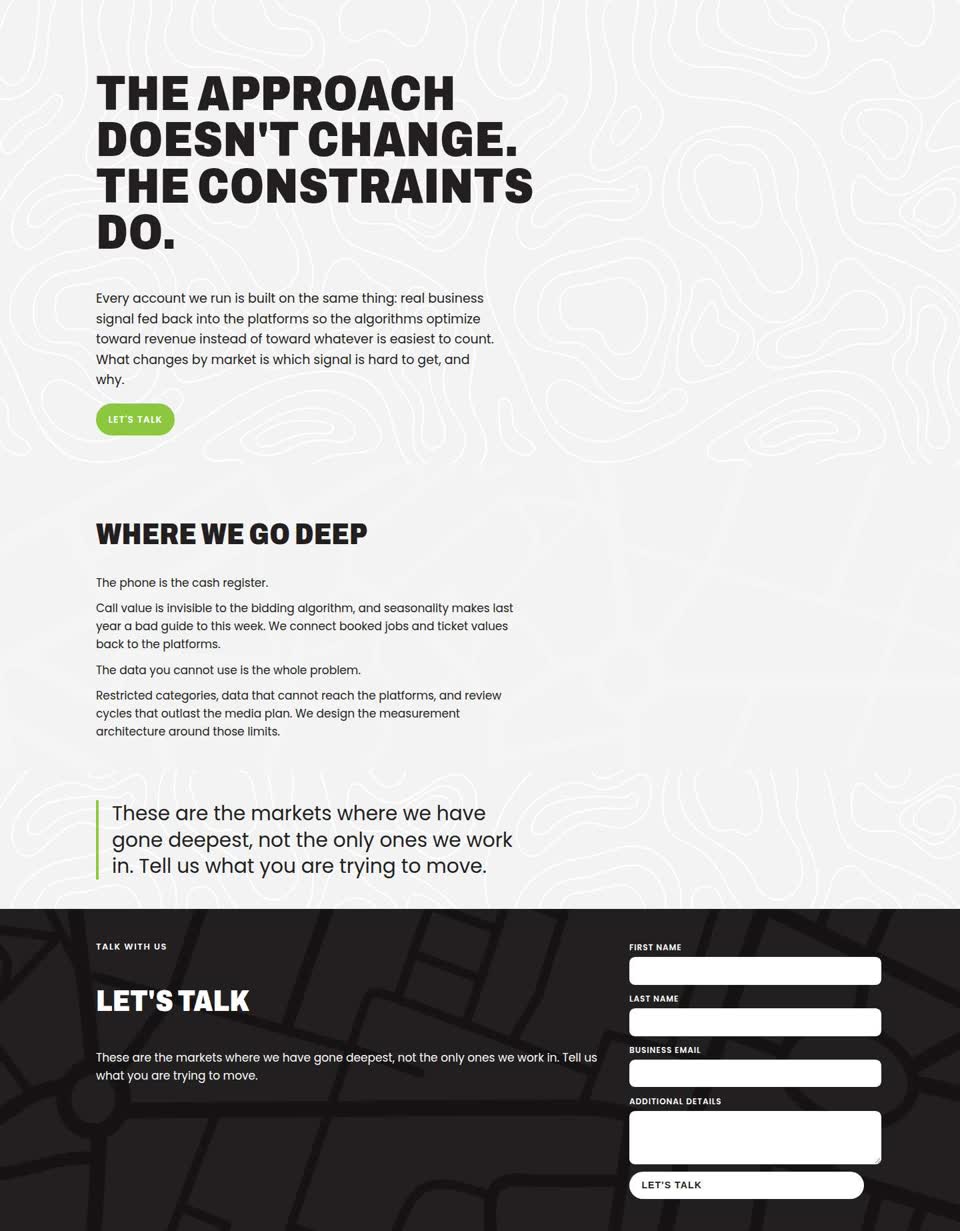 THE APPROACH
DOESN'T CHANGE.
THE CONSTRAINTS
DO.
Every account we run is built on the same thing: real business
signal fed back into the platforms so the algorithms optimize
toward revenue instead of toward whatever is easiest to count.
What changes by market is which signal is hard to get, and
why.
LET'S TALK
WHERE WE GO DEEP
The phone is the cash register.
Call value is invisible to the bidding algorithm, and seasonality makes last
year a bad guide to this week. We connect booked jobs and ticket values
back to the platforms.
The data you cannot use is the whole problem.
Restricted categories, data that cannot reach the platforms, and review
cycles that outlast the media plan. We design the measurement
architecture around those limits.
These are the markets where we have
gone deepest, not the only ones we work
in. Tell us what you are trying to move.
TALK WITH US
LET'S TALK
These are the markets where we have gone deepest, not the only ones we work in. Tell us
what you are trying to move.
FIRST NAME
LAST NAME
BUSINESS EMAIL
ADDITIONAL DETAILS
LET'S TALK